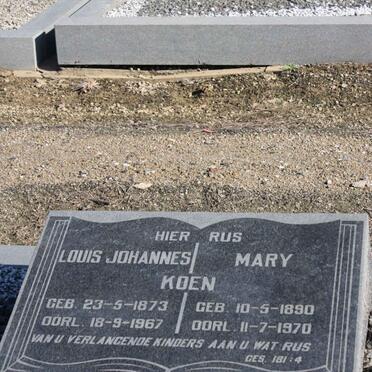 HIER RUS
LOUIS JOHANNES MARY
KOEN
GEB. 23-5-1873 GEB. 10-5-1890
OORL. 18-9-1967 OORL. 11-7-1970
VAN U VERLANGENDE KINDERS AAN U WAT RUS
GES. 181:4